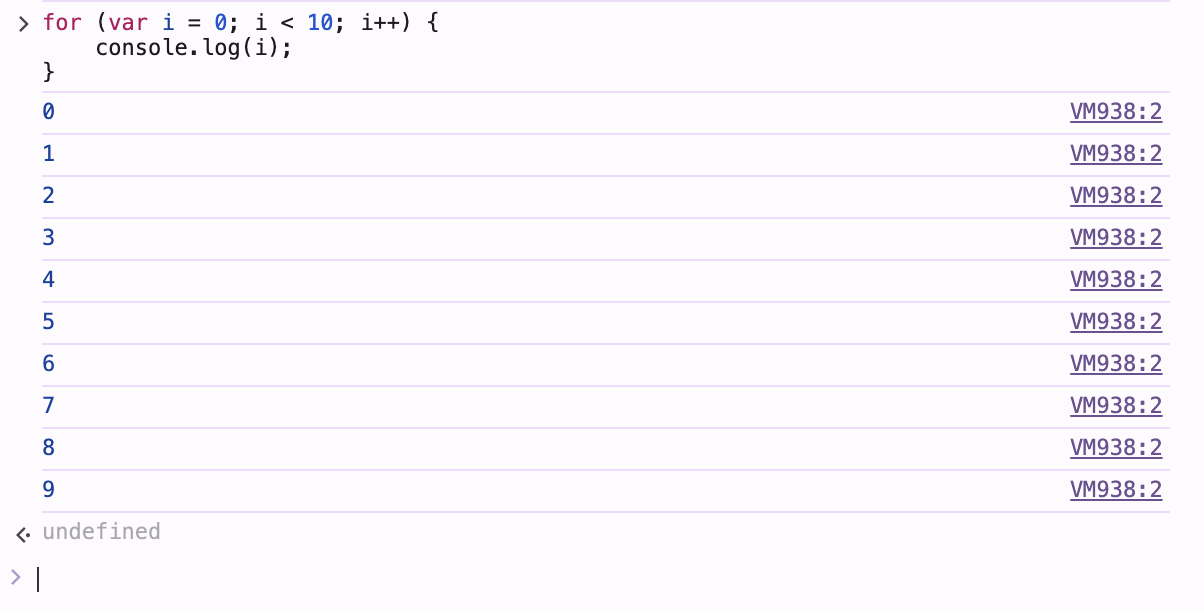 > for (var i = 0; i < 10; i++) {
    console.log(i);
}
0 VM938:2
1 VM938:2
2 VM938:2
3 VM938:2
4 VM938:2
5 VM938:2
6 VM938:2
7 VM938:2
8 VM938:2
9 VM938:2
undefined
>